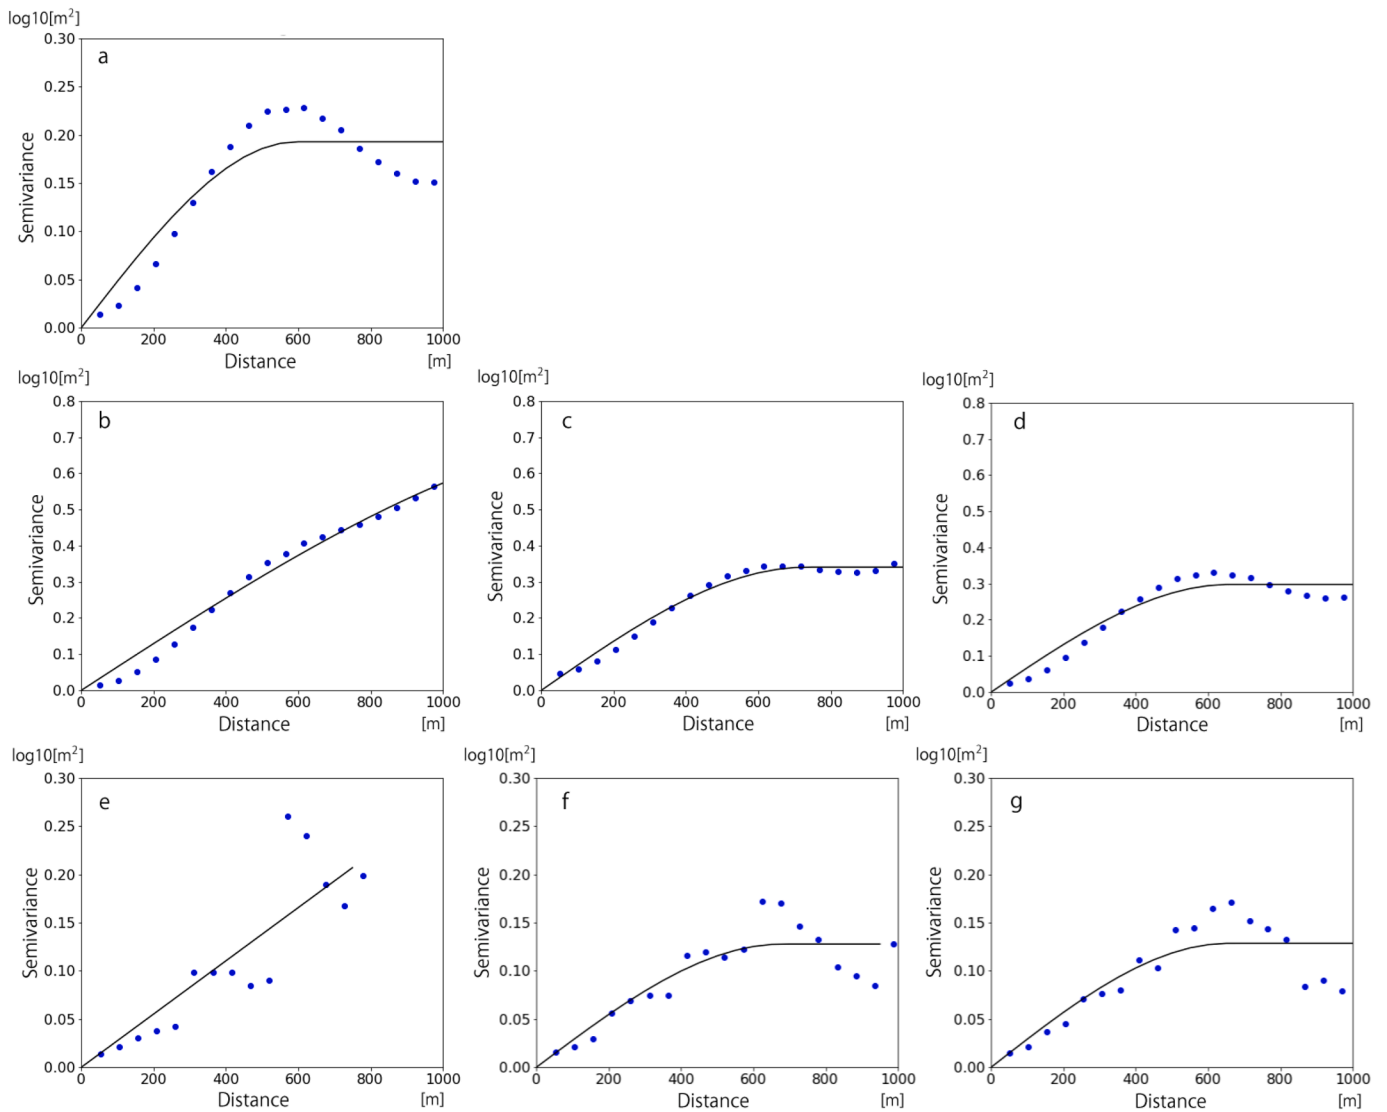 log10[m²]
0.30
a
0.25
0.20
0.15
0.10
0.05
0.00
Semivariance
0 200 400 600 800 1000
Distance [m]
log10[m²] log10[m²] log10[m²]
0.8 0.8 0.8
b c d
0.7 0.7 0.7
0.6 0.6 0.6
0.5 0.5 0.5
0.4 0.4 0.4
0.3 0.3 0.3
0.2 0.2 0.2
0.1 0.1 0.1
0.0 0.0 0.0
Semivariance Semivariance Semivariance
0 200 400 600 800 1000 0 200 400 600 800 1000 0 200 400 600 800 1000
Distance [m] Distance [m] Distance [m]
log10[m²] log10[m²] log10[m²]
0.30 0.30 0.30
e f g
0.25 0.25 0.25
0.20 0.20 0.20
0.15 0.15 0.15
0.10 0.10 0.10
0.05 0.05 0.05
0.00 0.00 0.00
Semivariance Semivariance Semivariance
0 200 400 600 800 1000 0 200 400 600 800 1000 0 200 400 600 800 1000
Distance [m] Distance [m] Distance [m]